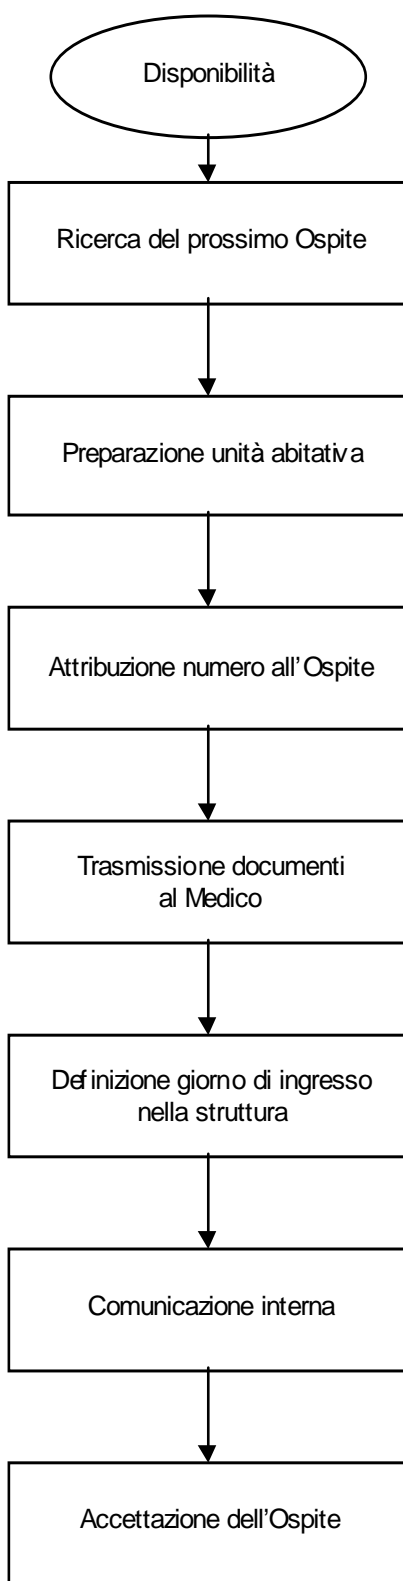 Disponibilità
Ricerca del prossimo Ospite
Preparazione unità abitativa
Attribuzione numero all'Ospite
Trasmissione documenti
al Medico
Definizione giorno di ingresso
nella struttura
Comunicazione interna
Accettazione dell'Ospite